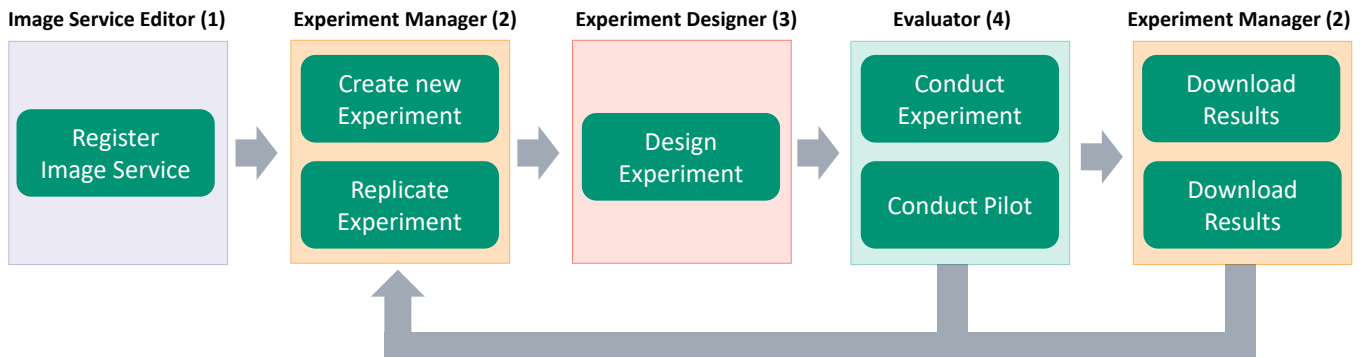 Image Service Editor (1)
Experiment Manager (2)
Experiment Designer (3)
Evaluator (4)
Experiment Manager (2)
Register
Image Service
Create new
Experiment
Replicate
Experiment
Design
Experiment
Conduct
Experiment
Conduct Pilot
Download
Results
Download
Results